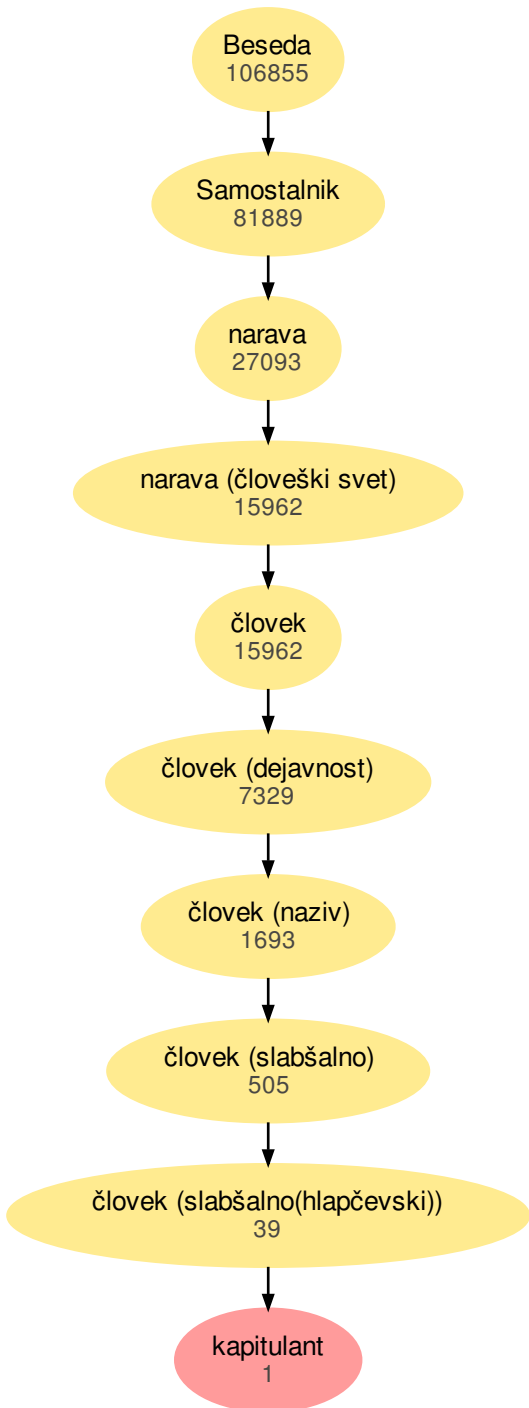 Beseda
106855
Samostalnik
81889
narava
27093
narava (človeški svet)
15962
človek
15962
človek (dejavnost)
7329
človek (naziv)
1693
človek (slabšalno)
505
človek (slabšalno(hlapčevski))
39
kapitulant
1